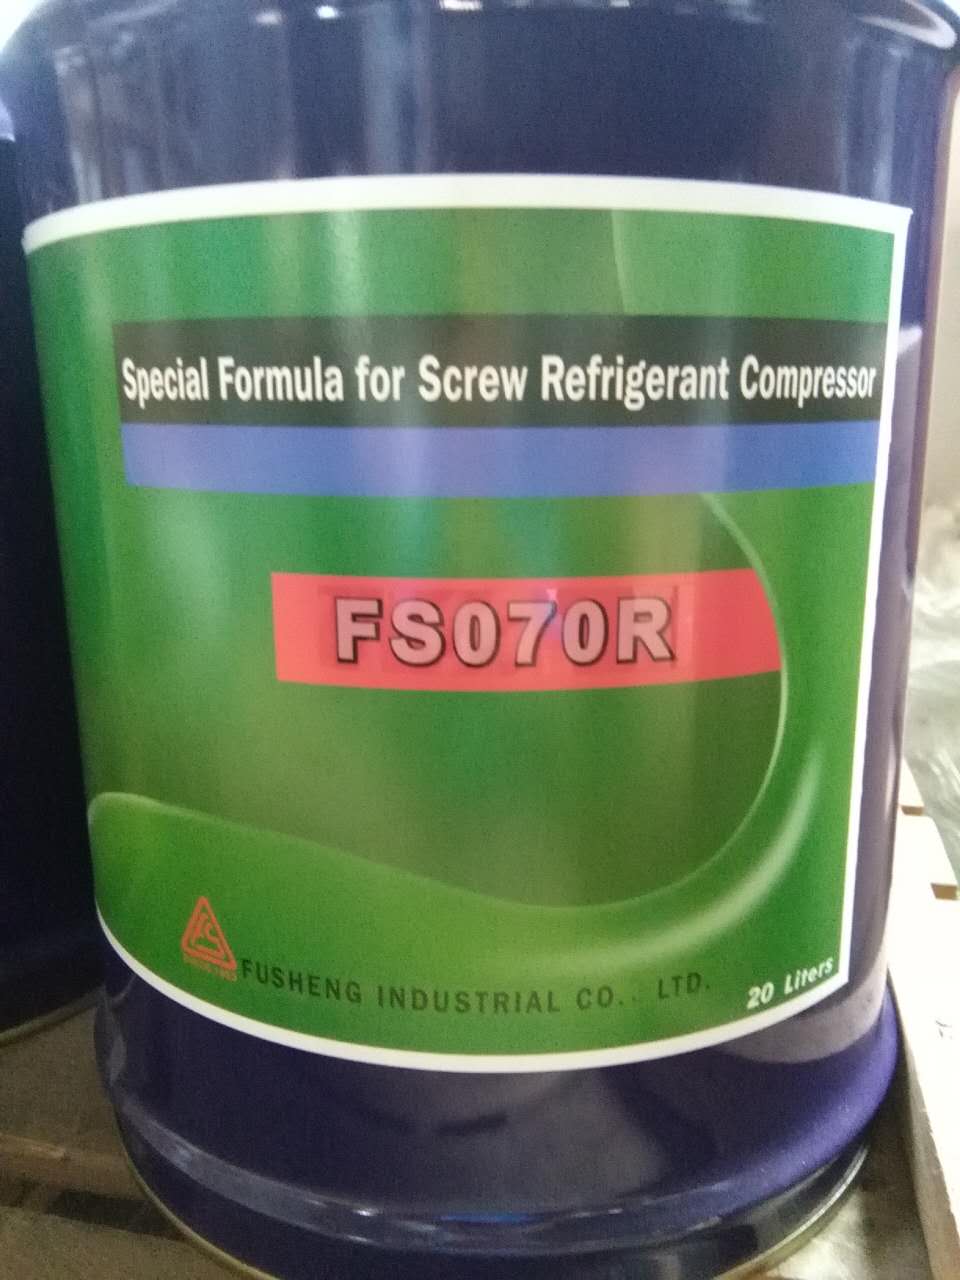 Special Formula for Screw Refrigerant Compressor
FS070R
FUSHENG INDUSTRIAL CO., LTD.
20 Liters